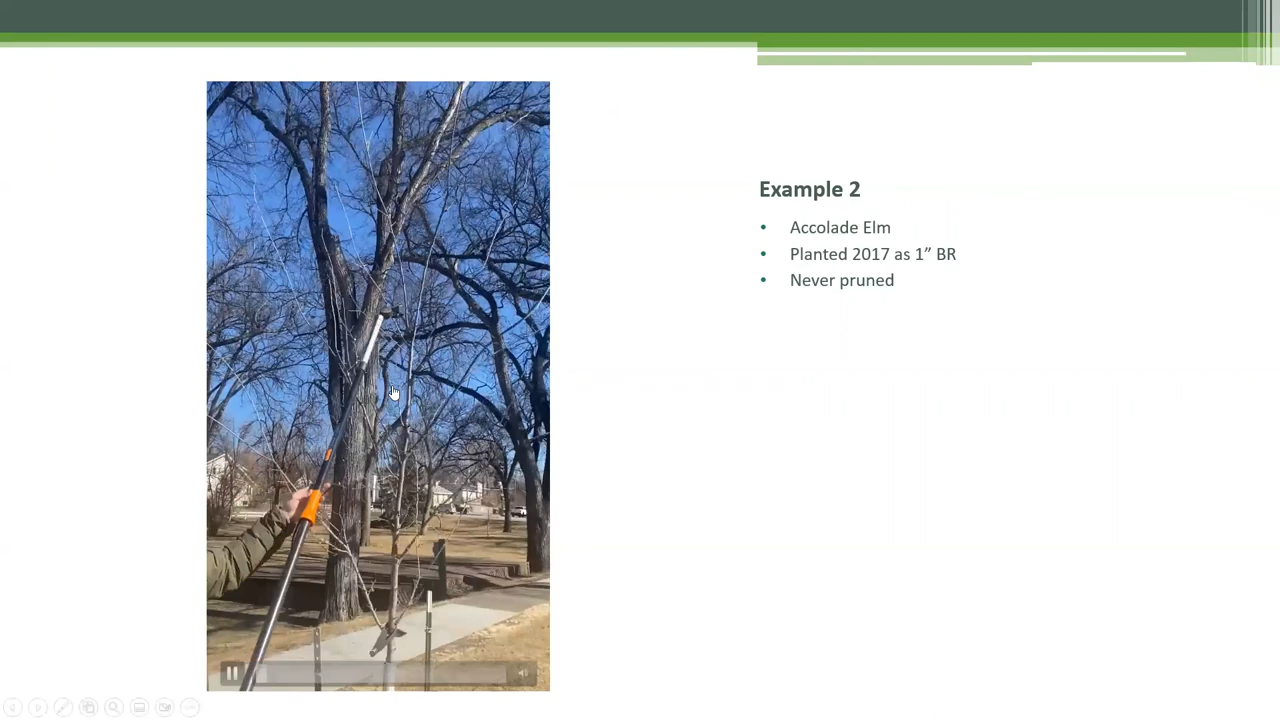 Example 2
• Accolade Elm
• Planted 2017 as 1” BR
• Never pruned